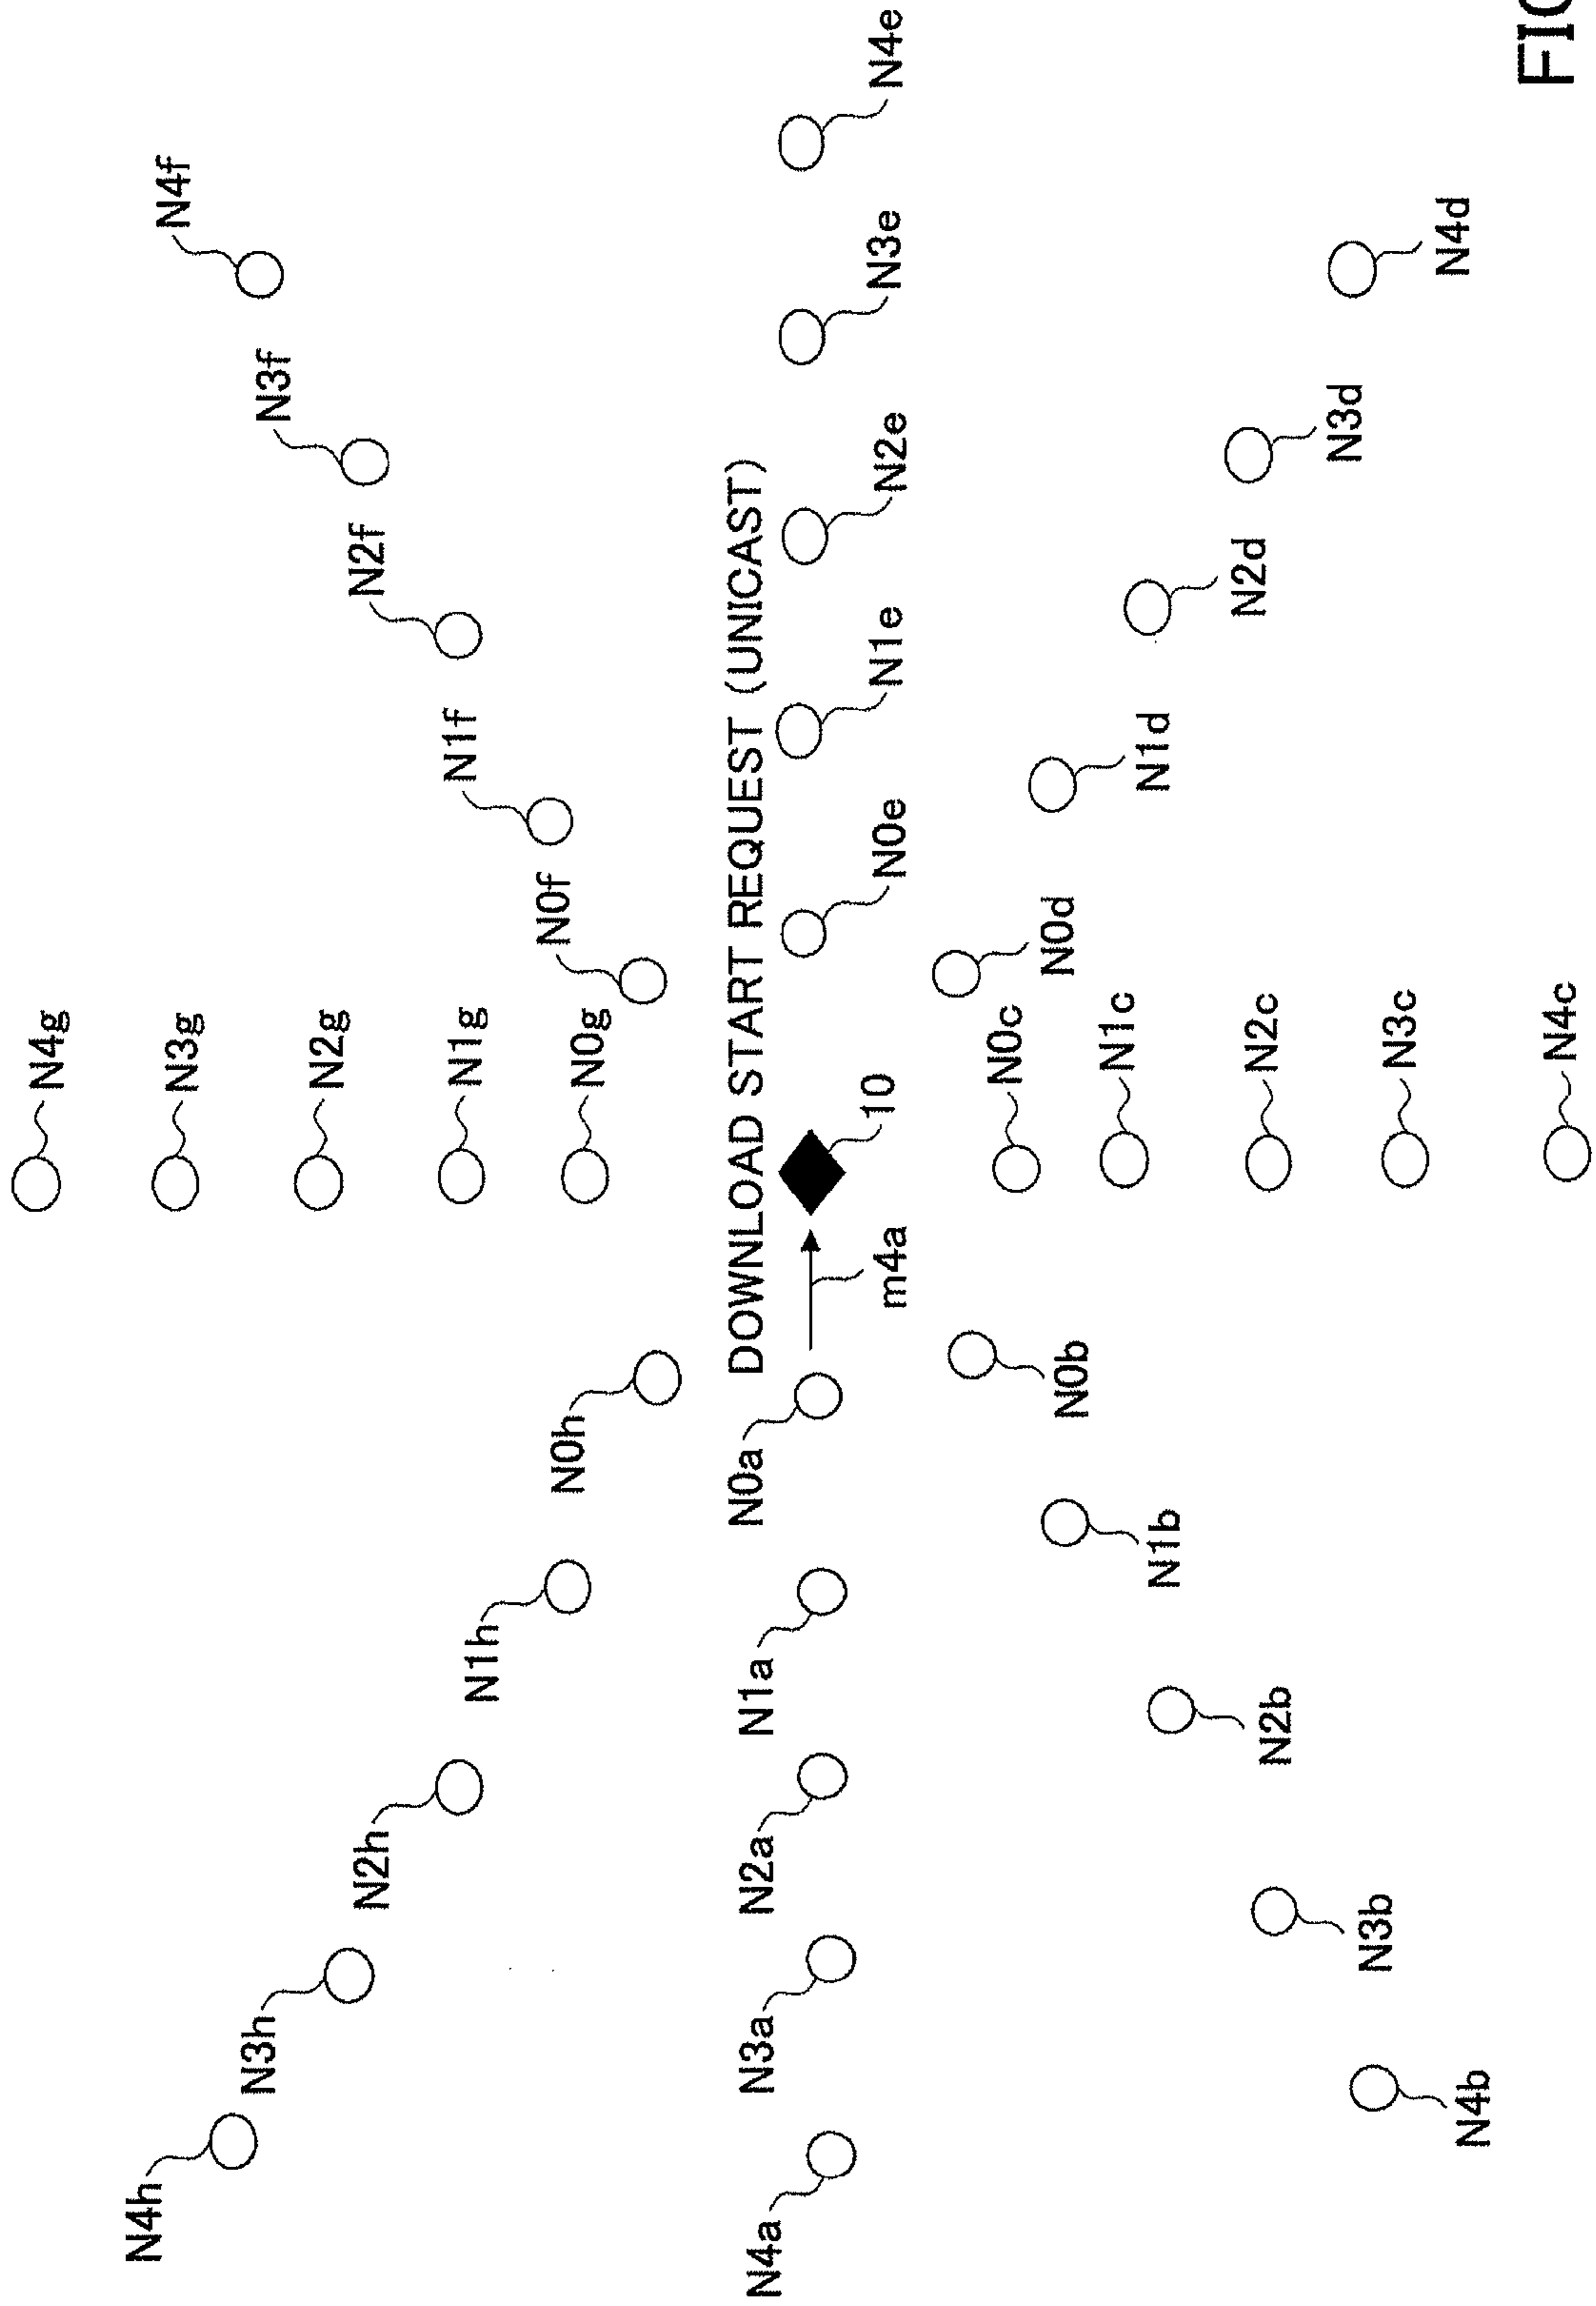 N4g
N4h
N4f
N3g
N3h
N3f
N2g
N2h
N2f
N1h
N1g
N1f
N0h
N0g
N0f
N4a
N3a
N2a
N1a
N0a
DOWNLOAD START REQUEST (UNICAST)
m4a
10
N0e
N1e
N2e
N3e
N4e
N0c
N0b
N0d
N1b
N1c
N1d
N2b
N2c
N2d
N3b
N3c
N3d
N4b
N4d
N4c